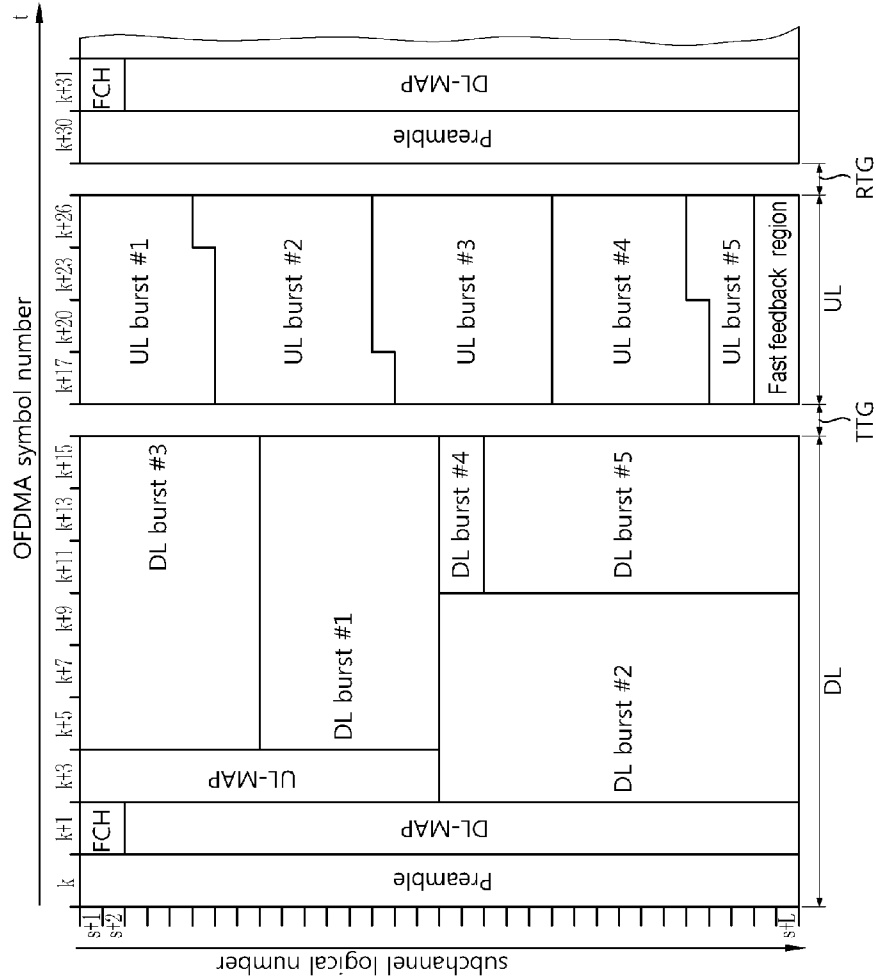 OFDMA symbol number
t
k
k+1
k+3
k+5
k+7
k+9
k+11
k+13
k+15
k+17
k+20
k+23
k+26
k+30
k+31
subchannel logical number
s+1
s+2
s+L
Preamble
FCH
DL-MAP
UL-MAP
DL burst #3
DL burst #1
DL burst #2
DL burst #4
DL burst #5
UL burst #1
UL burst #2
UL burst #3
UL burst #4
UL burst #5
Fast feedback region
Preamble
FCH
DL-MAP
DL
TTG
UL
RTG